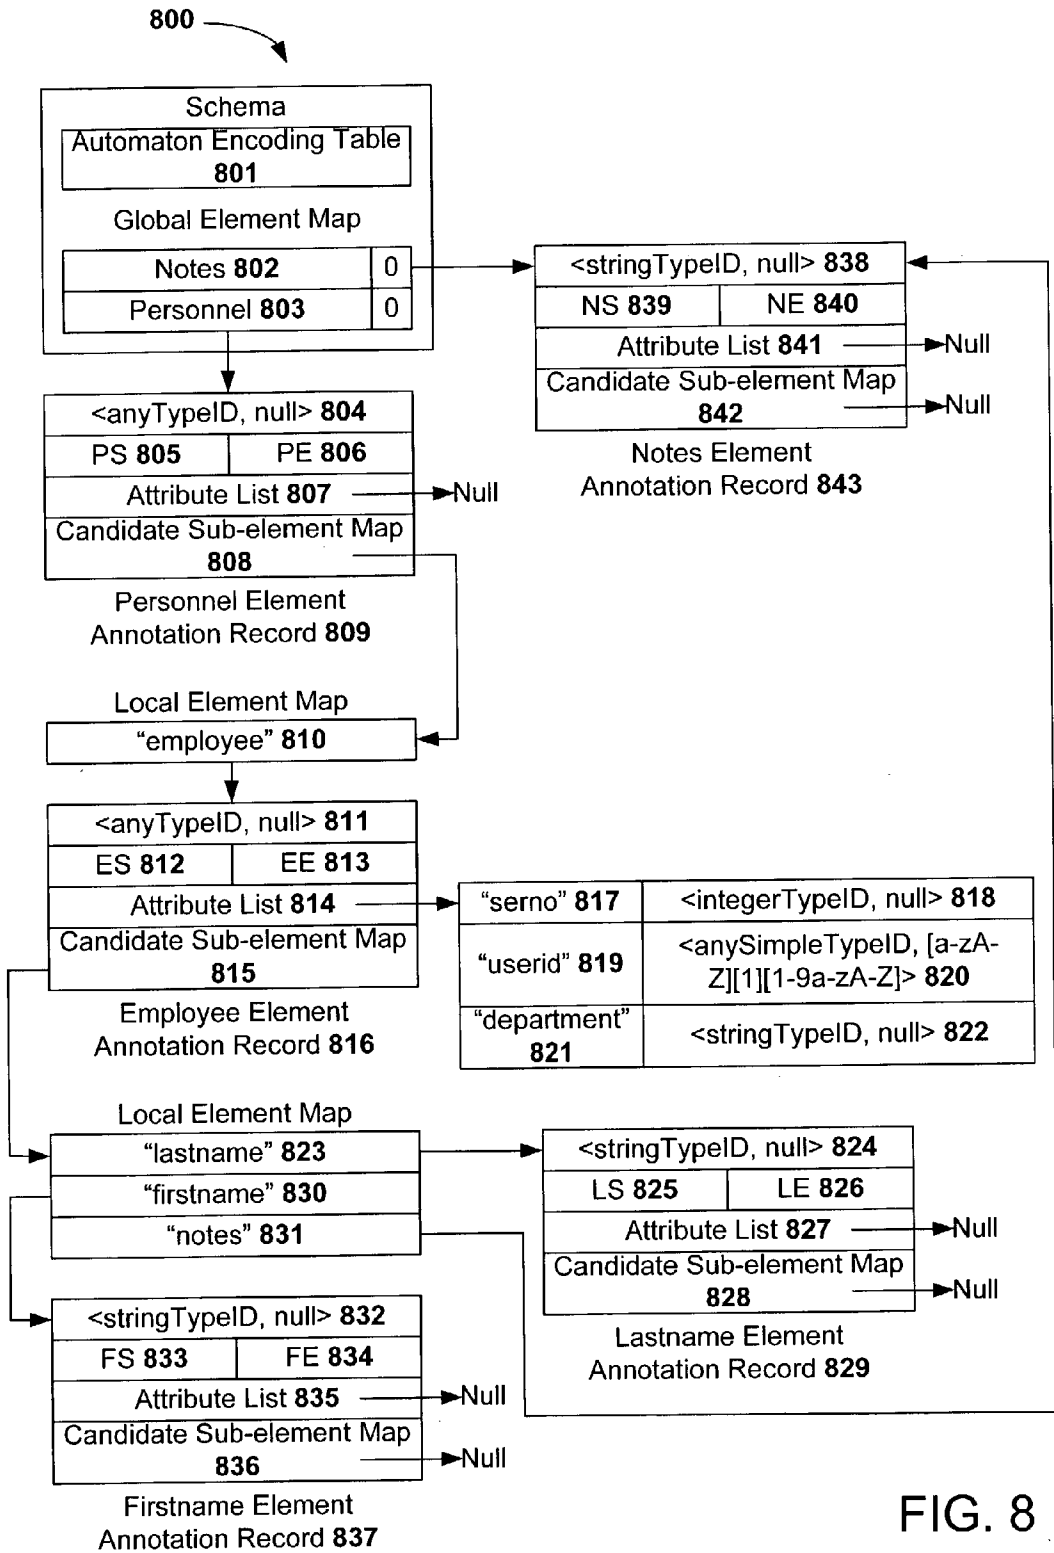 800
Schema
Automaton Encoding Table
801
Global Element Map
Notes 802 0
Personnel 803 0
<stringTypeID, null> 838
NS 839 NE 840
Attribute List 841 Null
Candidate Sub-element Map
842 Null
Notes Element
Annotation Record 843
<anyTypeID, null> 804
PS 805 PE 806
Attribute List 807 Null
Candidate Sub-element Map
808
Personnel Element
Annotation Record 809
Local Element Map
“employee” 810
<anyTypeID, null> 811
ES 812 EE 813
Attribute List 814
Candidate Sub-element Map
815
Employee Element
Annotation Record 816
“serno” 817 <integerTypeID, null> 818
“userid” 819 <anySimpleTypeID, [a-zA-
Z][1][1-9a-zA-Z]> 820
“department”
821 <stringTypeID, null> 822
Local Element Map
“lastname” 823
“firstname” 830
“notes” 831
<stringTypeID, null> 824
LS 825 LE 826
Attribute List 827 Null
Candidate Sub-element Map
828 Null
Lastname Element
Annotation Record 829
<stringTypeID, null> 832
FS 833 FE 834
Attribute List 835 Null
Candidate Sub-element Map
836 Null
Firstname Element
Annotation Record 837
FIG. 8